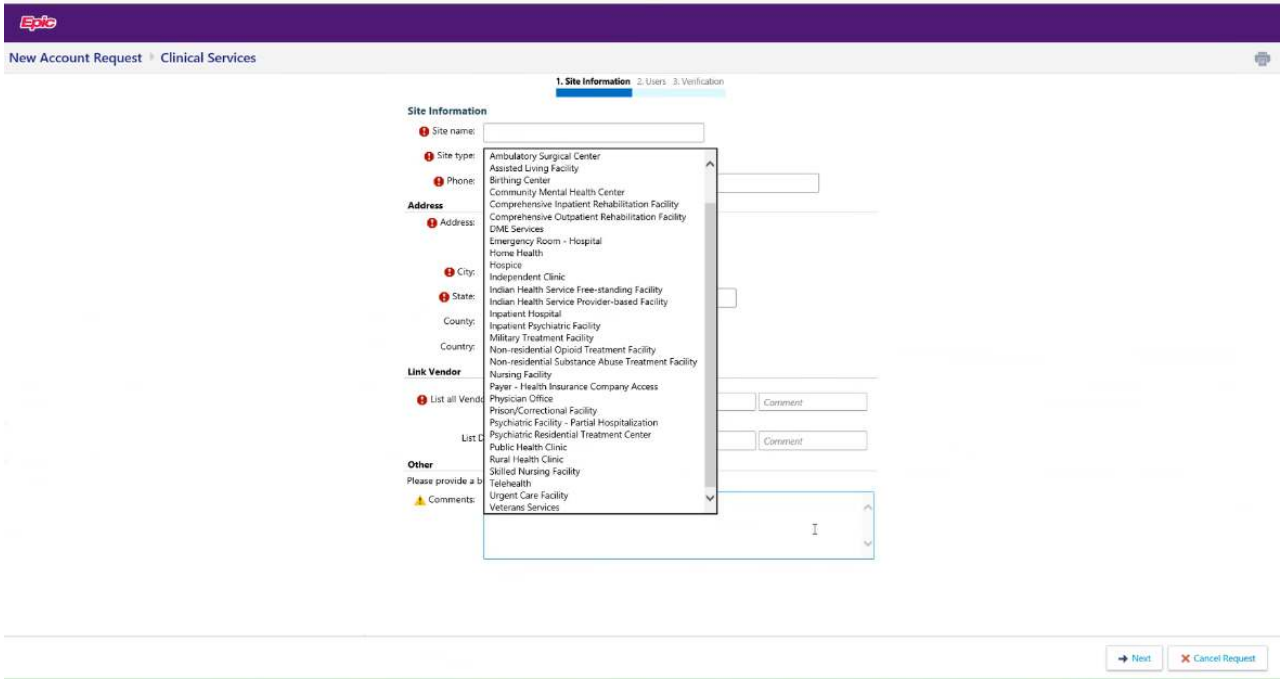 Epic
New Account Request Clinical Services
1. Site Information 2. Users 3. Verification
Site Information
Site name:
Site type:
Ambulatory Surgical Center
Assisted Living Facility
Phone:
Birthing Center
Community Mental Health Center
Address
Comprehensive Inpatient Rehabilitation Facility
Comprehensive Outpatient Rehabilitation Facility
Address:
DME Services
Emergency Room - Hospital
Home Health
Hospice
City:
Independent Clinic
Indian Health Service Free-standing Facility
State:
Indian Health Service Provider-based Facility
Inpatient Hospital
County:
Inpatient Psychiatric Facility
Military Treatment Facility
Country:
Non-residential Opioid Treatment Facility
Non-residential Substance Abuse Treatment Facility
Link Vendor
Nursing Facility
Payer - Health Insurance Company Access
List all Vend
Physician Office
Comment
Prison/Correctional Facility
Psychiatric Facility - Partial Hospitalization
List
Psychiatric Residential Treatment Center
Comment
Public Health Clinic
Other
Rural Health Clinic
Skilled Nursing Facility
Please provide a b
Telehealth
Comments:
Urgent Care Facility
Veterans Services
Next Cancel Request